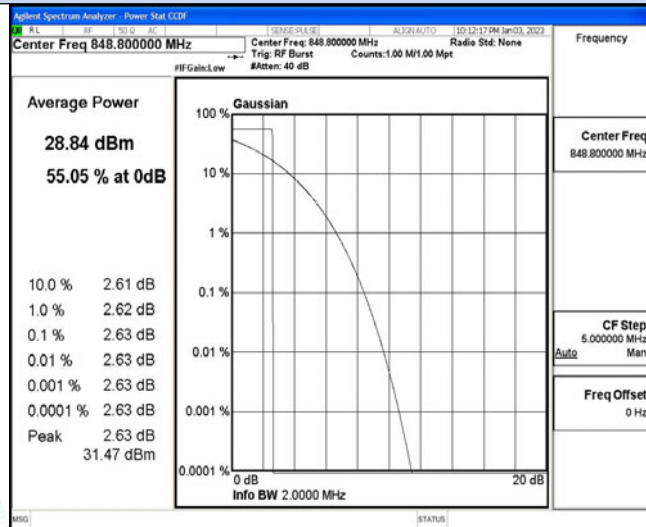 Agilent Spectrum Analyzer - Power Stat CCDF
RL RF 50 Ω AC SENSE:PULSE ALIGN AUTO 10:12:17 PM Jan 03, 2023
Center Freq 848.800000 MHz
Center Freq: 848.800000 MHz Radio Std: None
Trig: RF Burst Counts:1.00 M/1.00 Mpt
#IFGain:Low #Atten: 40 dB
Frequency
Average Power
28.84 dBm
55.05 % at 0dB
10.0 % 2.61 dB
1.0 % 2.62 dB
0.1 % 2.63 dB
0.01 % 2.63 dB
0.001 % 2.63 dB
0.0001 % 2.63 dB
Peak 2.63 dB
31.47 dBm
Gaussian
100 %
10 %
1 %
0.1 %
0.01 %
0.001 %
0.0001 %
0 dB 20 dB
Info BW 2.0000 MHz
Center Freq
848.800000 MHz
CF Step
5.000000 MHz
Auto Man
Freq Offset
0 Hz
MSG STATUS